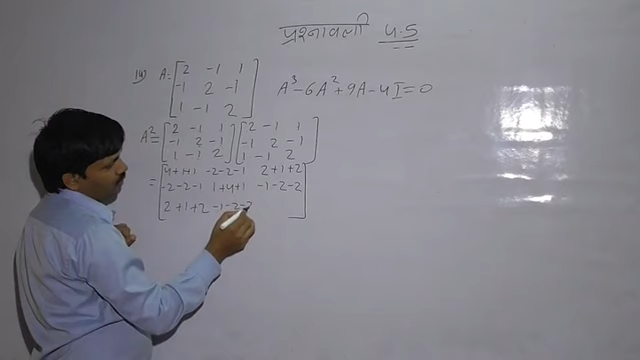 प्रश्नावली 4.5
(14) A = [2 -1 1
-1 2 -1
1 -1 2] A³-6A²+9A-4I=0
A² = [2 -1 1 [2 -1 1
-1 2 -1 -1 2 -1
1 -1 2] 1 -1 2]
= [4+1+1 -2-2-1 2+1+2
-2-2-1 1+4+1 -1-2-2
2+1+2 -1-2-2]